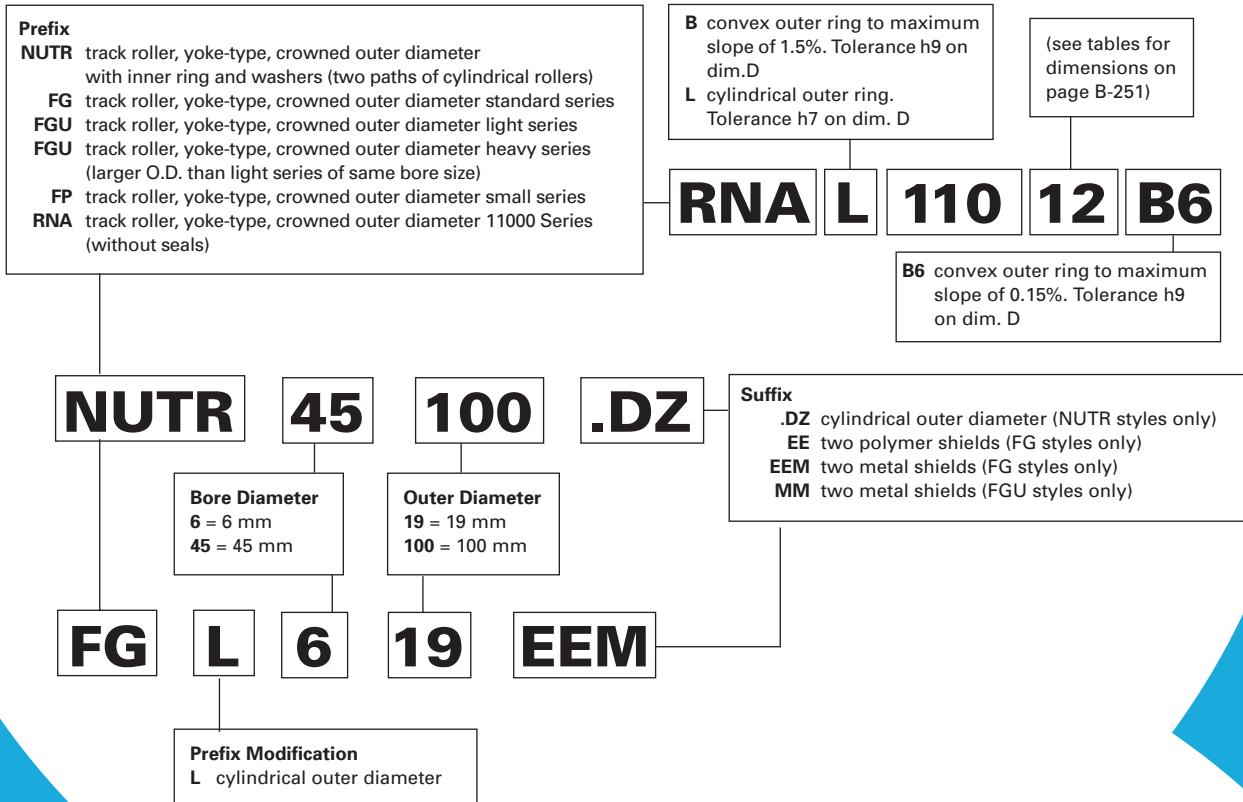 Prefix
NUTR track roller, yoke-type, crowned outer diameter
with inner ring and washers (two paths of cylindrical rollers)
FG track roller, yoke-type, crowned outer diameter standard series
FGU track roller, yoke-type, crowned outer diameter light series
FGU track roller, yoke-type, crowned outer diameter heavy series
(larger O.D. than light series of same bore size)
FP track roller, yoke-type, crowned outer diameter small series
RNA track roller, yoke-type, crowned outer diameter 11000 Series
(without seals)
B convex outer ring to maximum
slope of 1.5%. Tolerance h9 on
dim.D
L cylindrical outer ring.
Tolerance h7 on dim. D
(see tables for
dimensions on
page B-251)
RNA L 110 12 B6
B6 convex outer ring to maximum
slope of 0.15%. Tolerance h9
on dim. D
NUTR 45 100 .DZ
Suffix
.DZ cylindrical outer diameter (NUTR styles only)
EE two polymer shields (FG styles only)
EEM two metal shields (FG styles only)
MM two metal shields (FGU styles only)
Bore Diameter
6 = 6 mm
45 = 45 mm
Outer Diameter
19 = 19 mm
100 = 100 mm
FG L 6 19 EEM
Prefix Modification
L cylindrical outer diameter